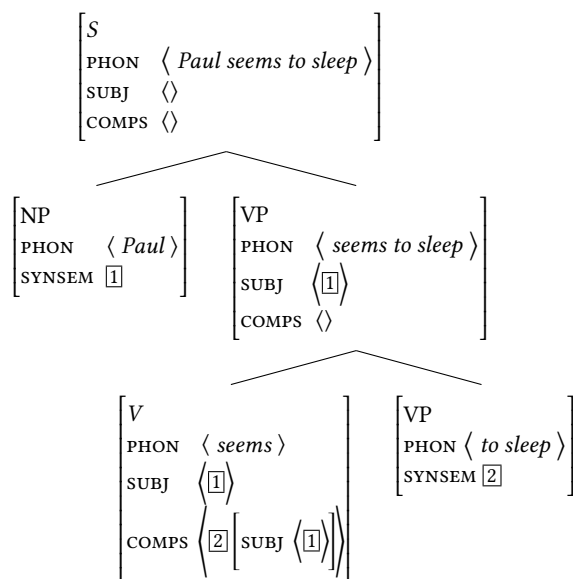 S
PHON ⟨ Paul seems to sleep ⟩
SUBJ ⟨⟩
COMPS ⟨⟩
NP
PHON ⟨ Paul ⟩
SYNSEM 1
VP
PHON ⟨ seems to sleep ⟩
SUBJ ⟨1⟩
COMPS ⟨⟩
V
PHON ⟨ seems ⟩
SUBJ ⟨1⟩
COMPS ⟨2[SUBJ ⟨1⟩]⟩
VP
PHON ⟨ to sleep ⟩
SYNSEM 2